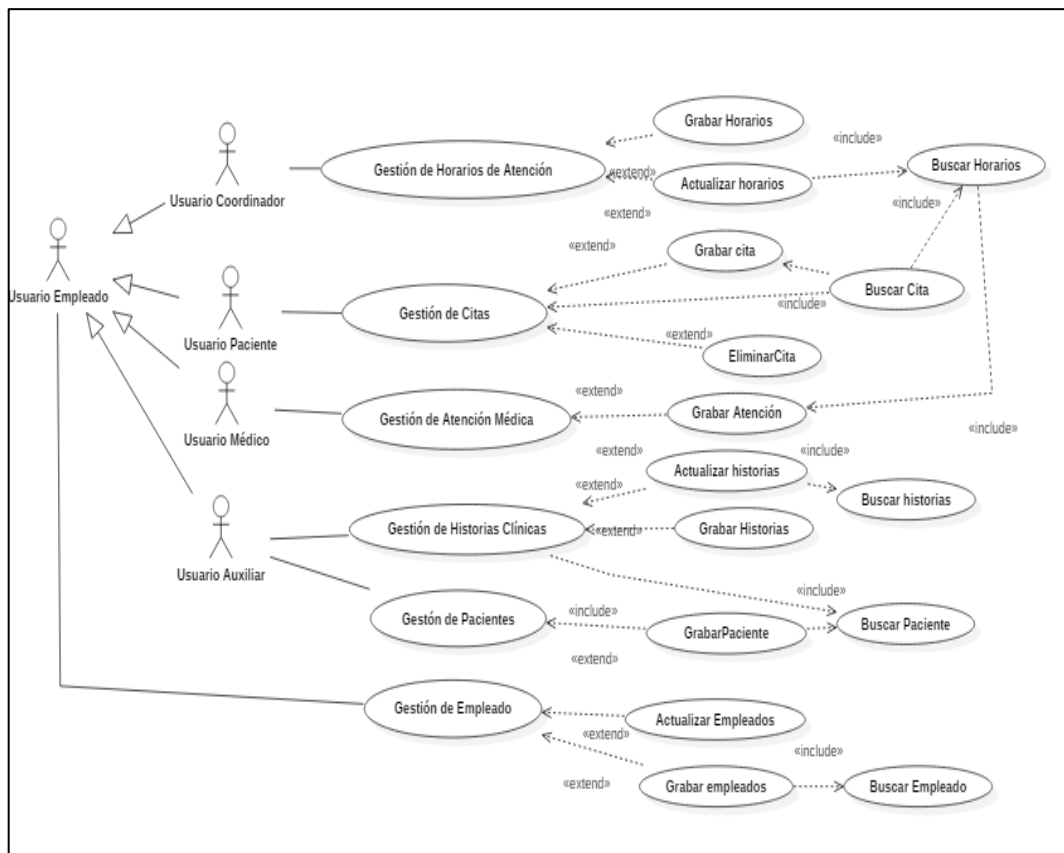 Grabar Horarios
«include»
Usuario Coordinador
Gestión de Horarios de Atención
«extend»
Actualizar horarios
Buscar Horarios
«include»
«extend»
Usuario Empleado
«extend»
Grabar cita
Usuario Paciente
Gestión de Citas
«include»
Buscar Cita
«extend»
EliminarCita
Usuario Médico
Gestión de Atención Médica
«extend»
Grabar Atención
«include»
«extend»
Actualizar historias
«include»
«extend»
Buscar historias
Usuario Auxiliar
Gestión de Historias Clínicas
«extend»
Grabar Historias
«include»
Gestón de Pacientes
«include»
GrabarPaciente
Buscar Paciente
«extend»
Gestión de Empleado
Actualizar Empleados
«extend»
«include»
«extend»
Grabar empleados
Buscar Empleado